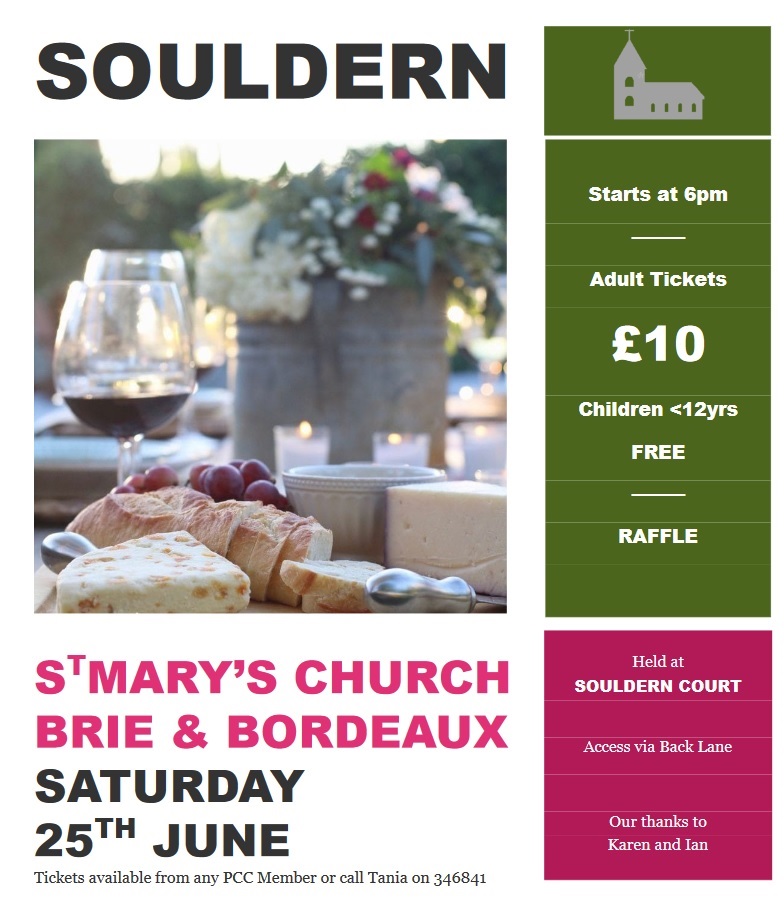 SOULDERN
Starts at 6pm
Adult Tickets
£10
Children <12yrs
FREE
RAFFLE
STMARY’S CHURCH
BRIE & BORDEAUX
SATURDAY
25TH JUNE
Tickets available from any PCC Member or call Tania on 346841
Held at
SOULDERN COURT
Access via Back Lane
Our thanks to
Karen and Ian